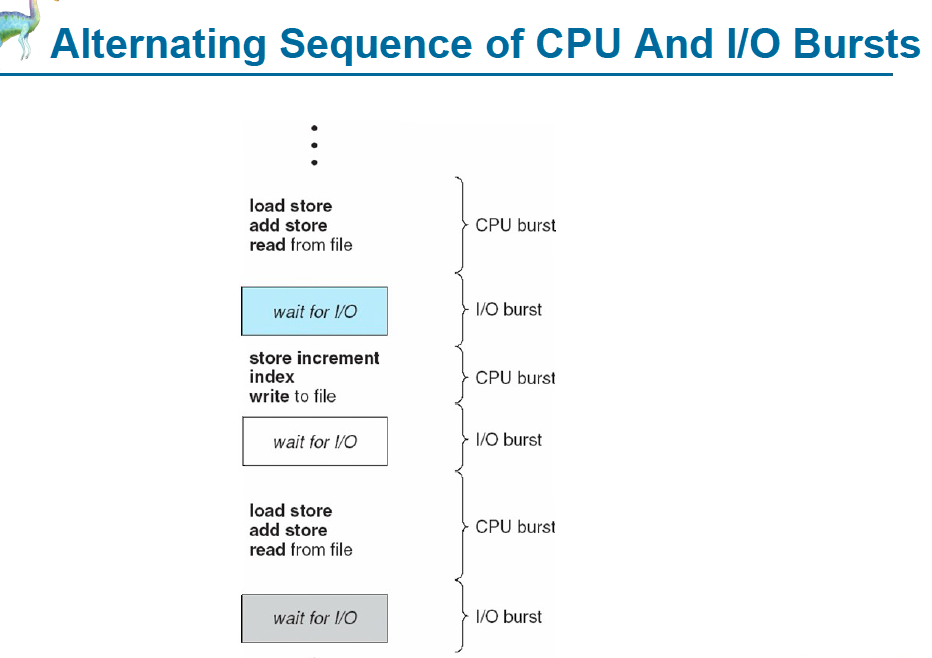 Alternating Sequence of CPU And I/O Bursts
load store
add store
read from file
CPU burst
wait for I/O
I/O burst
store increment
index
write to file
CPU burst
wait for I/O
I/O burst
load store
add store
read from file
CPU burst
wait for I/O
I/O burst